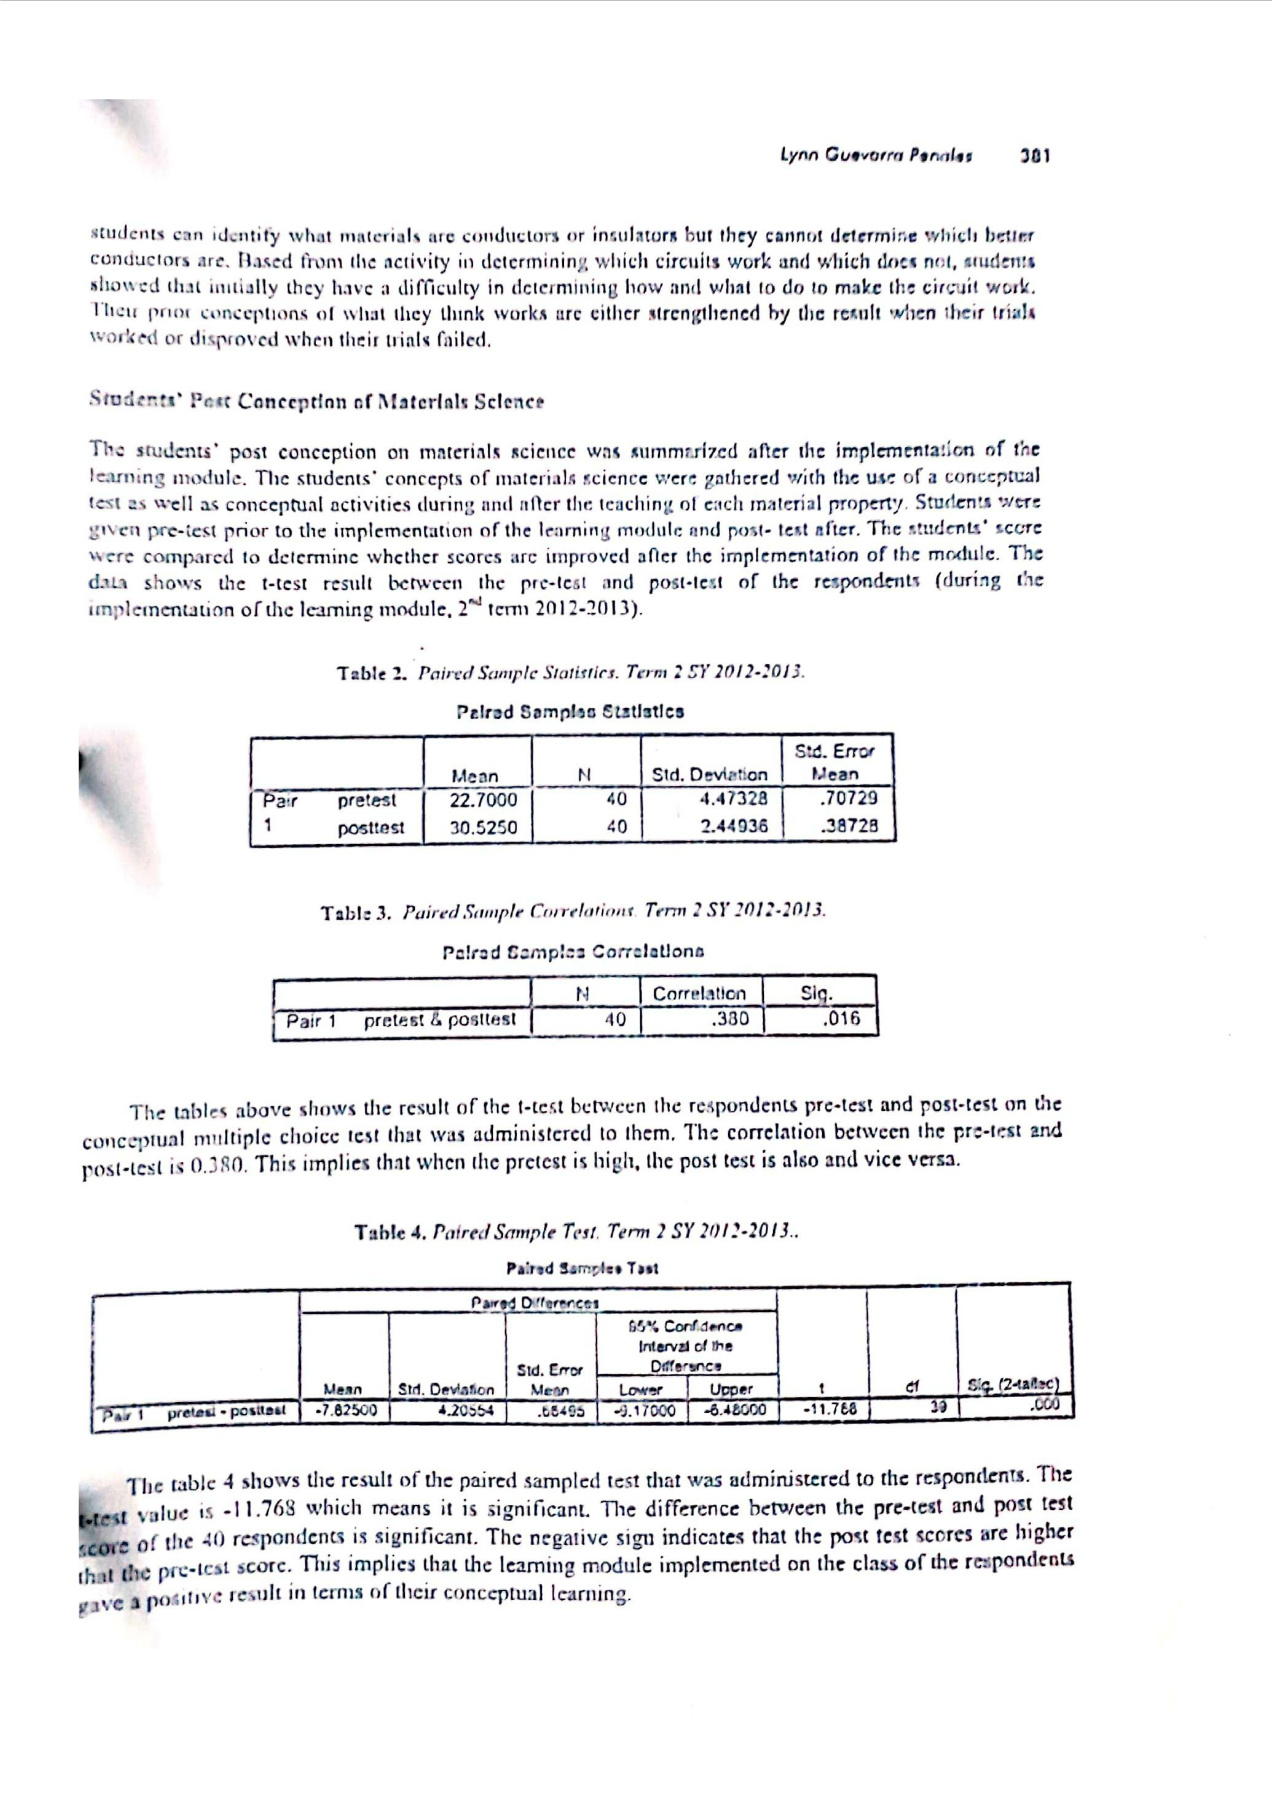 Lynn Guevarra Penales 381
students can identify what materials are conductors or insulators but they cannot determine which better
conductors are. Based from the activity in determining which circuits work and which does not, students
showed that initially they have a difficulty in determining how and what to do to make the circuit work.
Their prior conceptions of what they think works are either strengthened by the result when their trials
worked or disproved when their trials failed.
Students' Post Conception of Materials Science
The students' post conception on materials science was summarized after the implementation of the
learning module. The students' concepts of materials science were gathered with the use of a conceptual
test as well as conceptual activities during and after the teaching of each material property. Students were
given pre-test prior to the implementation of the learning module and post- test after. The students' score
were compared to determine whether scores are improved after the implementation of the module. The
data shows the t-test result between the pre-test and post-test of the respondents (during the
implementation of the learning module, 2nd term 2012-2013).
Table 2. Paired Sample Statistics. Term 2 SY 2012-2013.
Paired Samples Statistics
Mean N Std. Deviation Std. Error Mean
Pair 1 pretest 22.7000 40 4.47328 .70729
posttest 30.5250 40 2.44936 .38728
Table 3. Paired Sample Correlations. Term 2 SY 2012-2013.
Paired Samples Correlations
N Correlation Sig.
Pair 1 pretest & posttest 40 .380 .016
The tables above shows the result of the t-test between the respondents pre-test and post-test on the
conceptual multiple choice test that was administered to them. The correlation between the pre-test and
post-test is 0.380. This implies that when the pretest is high, the post test is also and vice versa.
Table 4. Paired Sample Test. Term 2 SY 2012-2013..
Paired Samples Test
Paired Differences
95% Confidence
Interval of the
Difference
Mean Std. Deviation Std. Error Mean Lower Upper t df Sig. (2-tailed)
Pair 1 pretest - posttest -7.82500 4.20554 .66495 -9.17000 -6.48000 -11.768 39 .000
The table 4 shows the result of the paired sampled test that was administered to the respondents. The
t-test value is -11.768 which means it is significant. The difference between the pre-test and post test
score of the 40 respondents is significant. The negative sign indicates that the post test scores are higher
that the pre-test score. This implies that the learning module implemented on the class of the respondents
gave a positive result in terms of their conceptual learning.